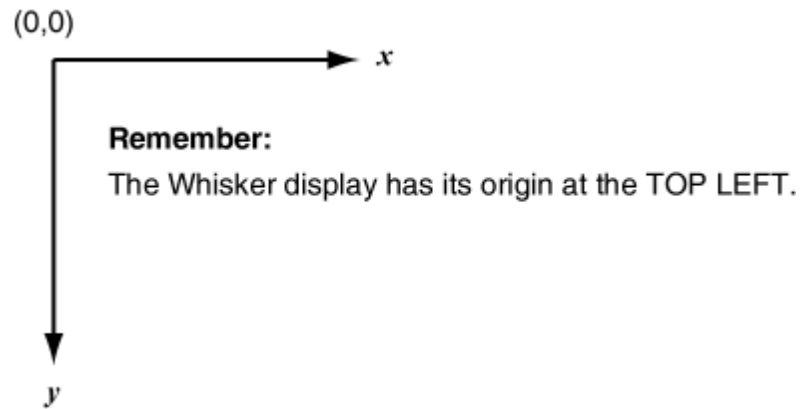 (0,0)
x
Remember:
The Whisker display has its origin at the TOP LEFT.
y